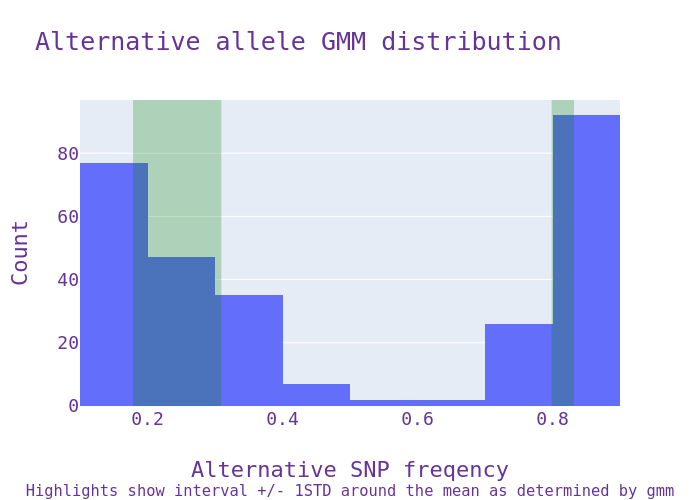 Alternative allele GMM distribution
80
60
40
20
0
Count
0.2 0.4 0.6 0.8
Alternative SNP freqency
Highlights show interval +/- 1STD around the mean as determined by gmm